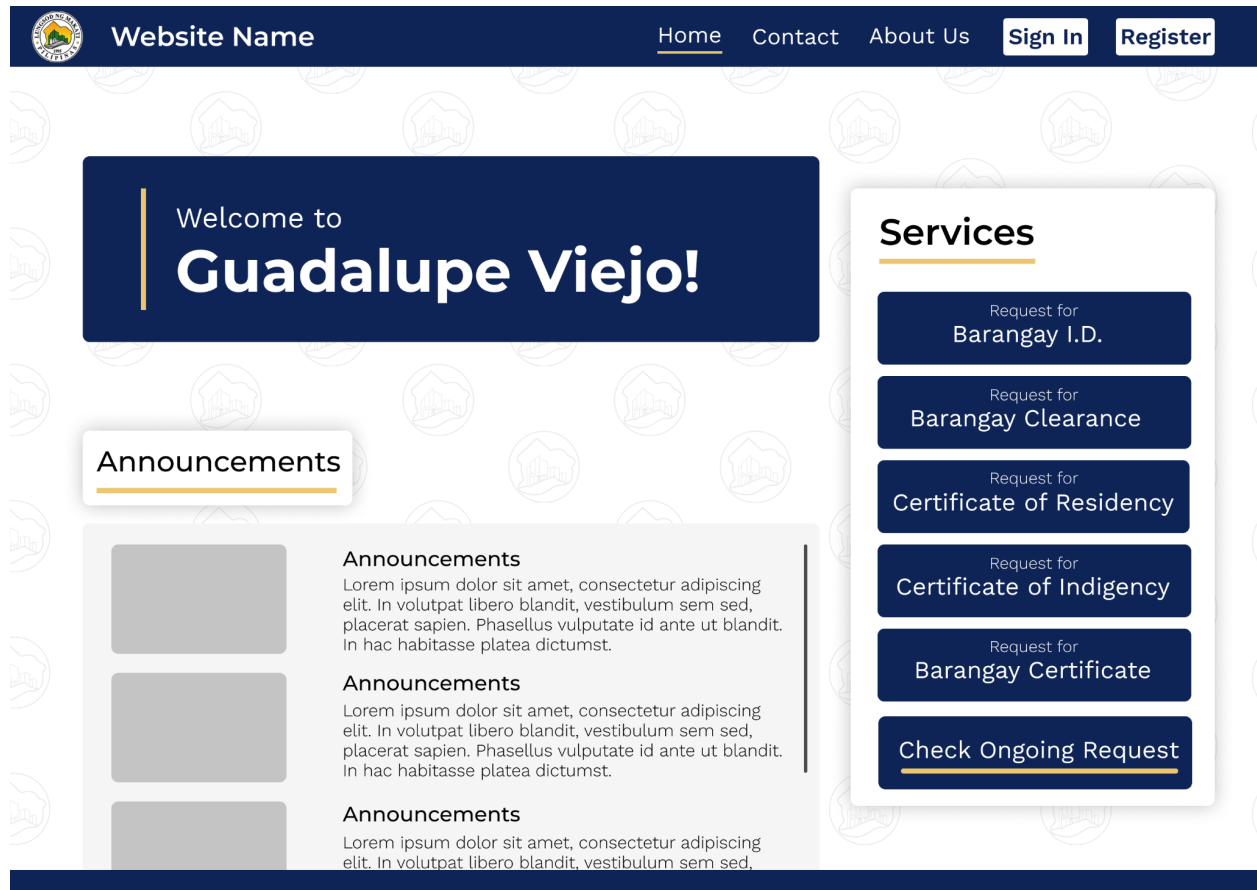 LUNGSOD NG MAKATI
PILIPINAS
Website Name
Home
Contact
About Us
Sign In
Register
Welcome to
Guadalupe Viejo!
Announcements
Announcements
Lorem ipsum dolor sit amet, consectetur adipiscing
elit. In volutpat libero blandit, vestibulum sem sed,
placerat sapien. Phasellus vulputate id ante ut blandit.
In hac habitasse platea dictumst.
Announcements
Lorem ipsum dolor sit amet, consectetur adipiscing
elit. In volutpat libero blandit, vestibulum sem sed,
placerat sapien. Phasellus vulputate id ante ut blandit.
In hac habitasse platea dictumst.
Announcements
Lorem ipsum dolor sit amet, consectetur adipiscing
elit. In volutpat libero blandit, vestibulum sem sed,
Services
Request for
Barangay I.D.
Request for
Barangay Clearance
Request for
Certificate of Residency
Request for
Certificate of Indigency
Request for
Barangay Certificate
Check Ongoing Request